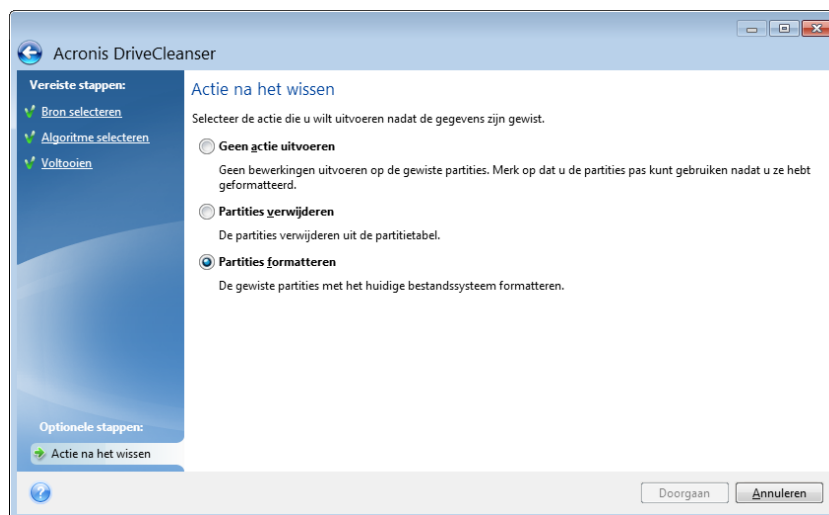 Acronis DriveCleanser
Vereiste stappen:
Bron selecteren
Algoritme selecteren
Voltooien
Actie na het wissen
Selecteer de actie die u wilt uitvoeren nadat de gegevens zijn gewist.
Geen actie uitvoeren
Geen bewerkingen uitvoeren op de gewiste partities. Merk op dat u de partities pas kunt gebruiken nadat u ze hebt
geformatteerd.
Partities verwijderen
De partities verwijderen uit de partitietabel.
Partities formatteren
De gewiste partities met het huidige bestandssysteem formatteren.
Optionele stappen:
Actie na het wissen
Doorgaan
Annuleren